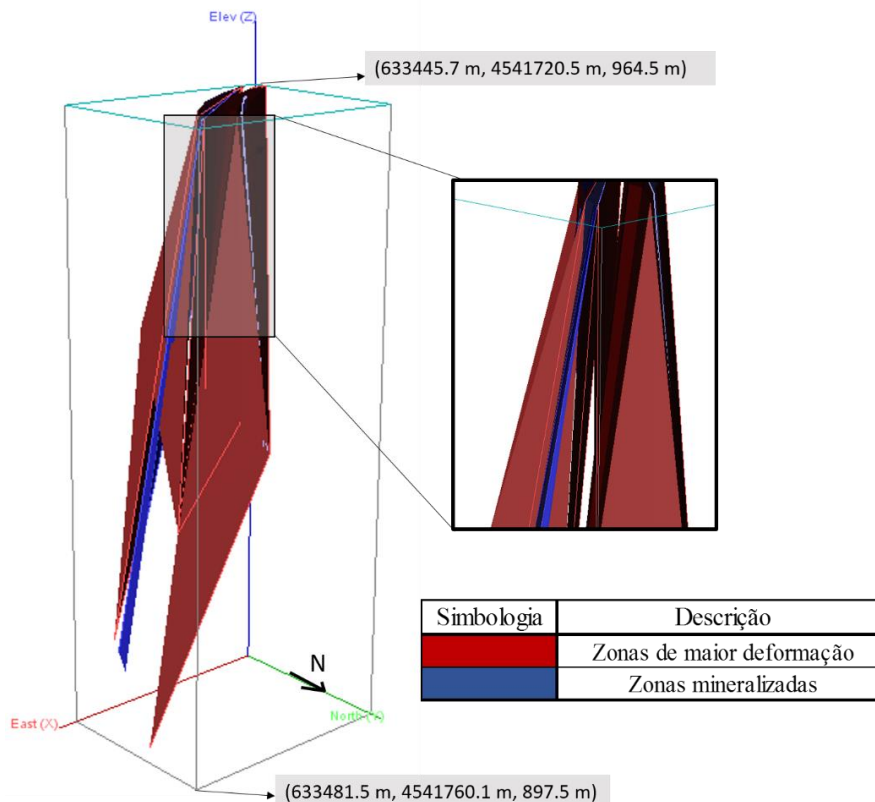 Elev (Z)
(633445.7 m, 4541720.5 m, 964.5 m)
Simbologia Descrição
Zonas de maior deformação
Zonas mineralizadas
N
East (X)
North (Y)
(633481.5 m, 4541760.1 m, 897.5 m)